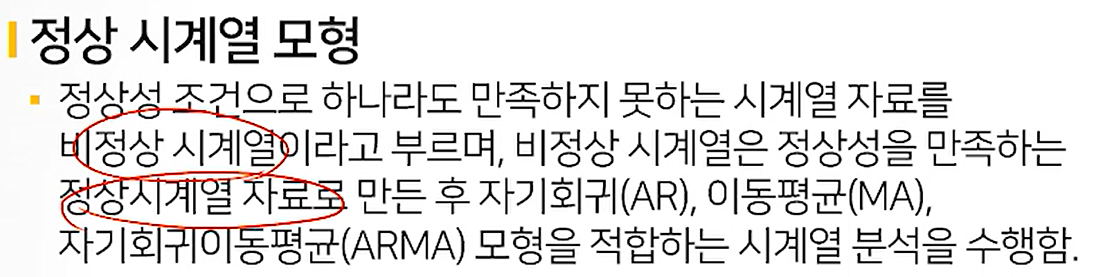 정상 시계열 모형
정상성 조건으로 하나라도 만족하지 못하는 시계열 자료를
비정상 시계열이라고 부르며, 비정상 시계열은 정상성을 만족하는
정상시계열 자료로 만든 후 자기회귀(AR), 이동평균(MA),
자기회귀이동평균(ARMA) 모형을 적합하는 시계열 분석을 수행함.